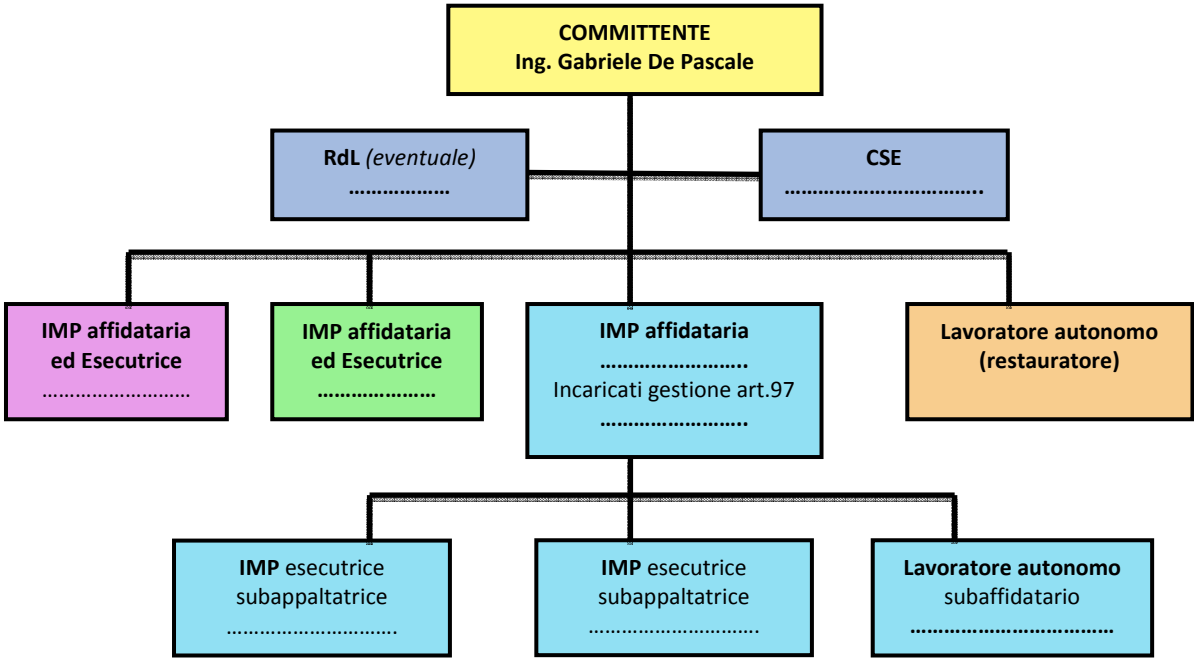 COMMITTENTE
Ing. Gabriele De Pascale
RdL (eventuale)
………………
CSE
……………………………..
IMP affidataria
ed Esecutrice
………………………
IMP affidataria
ed Esecutrice
…………………
IMP affidataria
……………………..
Incaricati gestione art.97
……………………..
Lavoratore autonomo
(restauratore)
IMP esecutrice
subappaltatrice
………………………….
IMP esecutrice
subappaltatrice
………………………….
Lavoratore autonomo
subaffidatario
………………………………